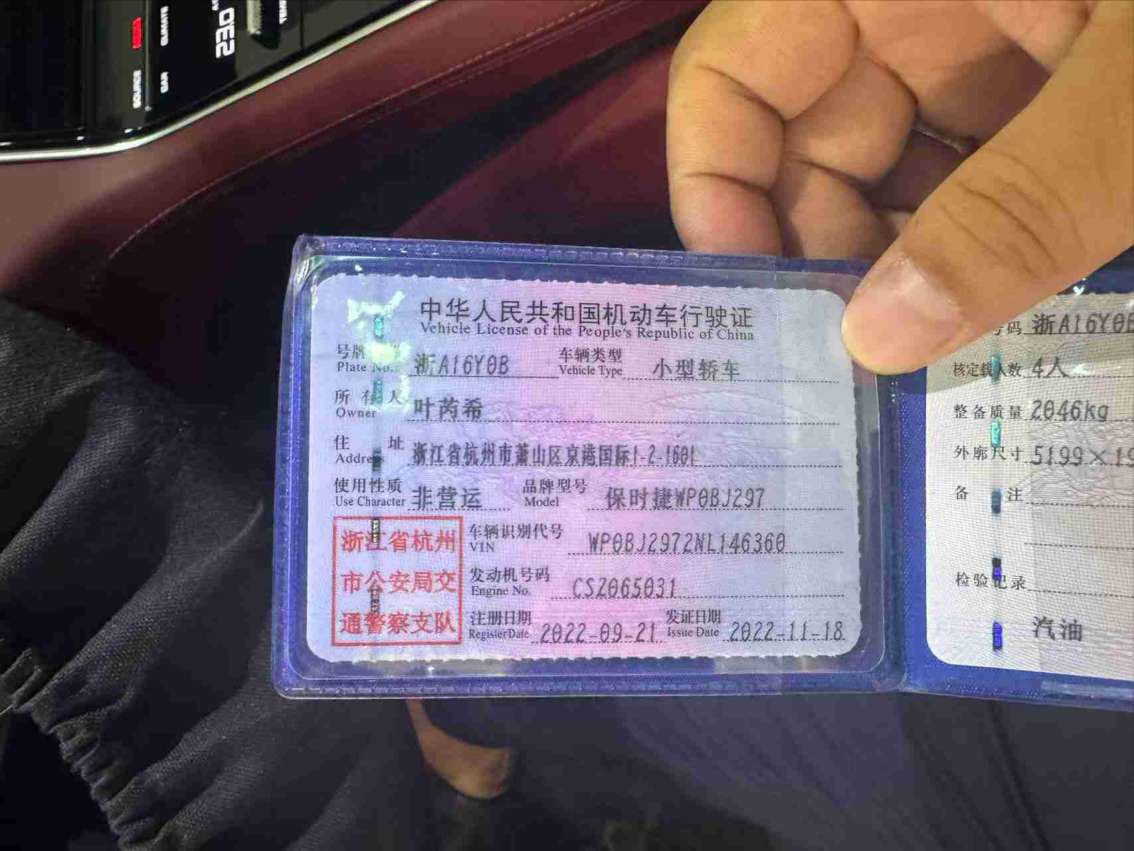 CLIMATE
SOURCE
CAR
中华人民共和国机动车行驶证
Vehicle License of the People's Republic of China
号牌
Plate No. 浙A16Y0B 车辆类型 Vehicle Type 小型轿车
所有人 Owner 叶芮希
住址 Address 浙江省杭州市萧山区京港国际1-2-1601
使用性质 Use Character 非营运 品牌型号 Model 保时捷WP0BJ297
浙江省杭州
市公安局交
通警察支队
车辆识别代号 VIN WP0BJ2972NL146360
发动机号码 Engine No. CSZ065031
注册日期 Register Date 2022-09-21 发证日期 Issue Date 2022-11-18
号码 浙A16Y0B
核定载人数 4人
整备质量 2046kg
外廓尺寸 5199×19
备注
检验记录
汽油